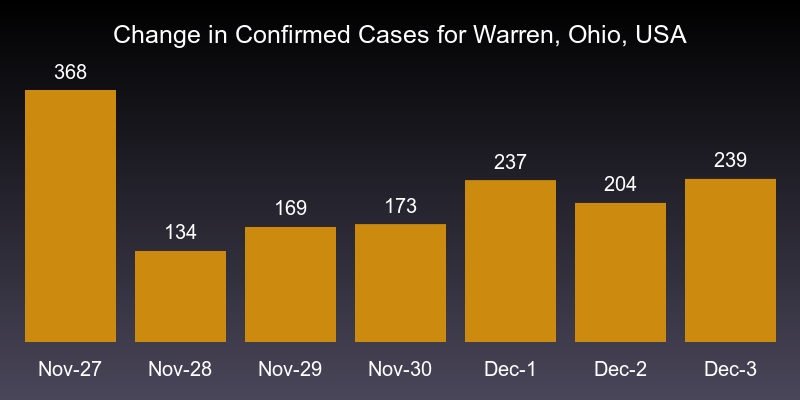 Change in Confirmed Cases for Warren, Ohio, USA
368
134
169
173
237
204
239
Nov-27
Nov-28
Nov-29
Nov-30
Dec-1
Dec-2
Dec-3